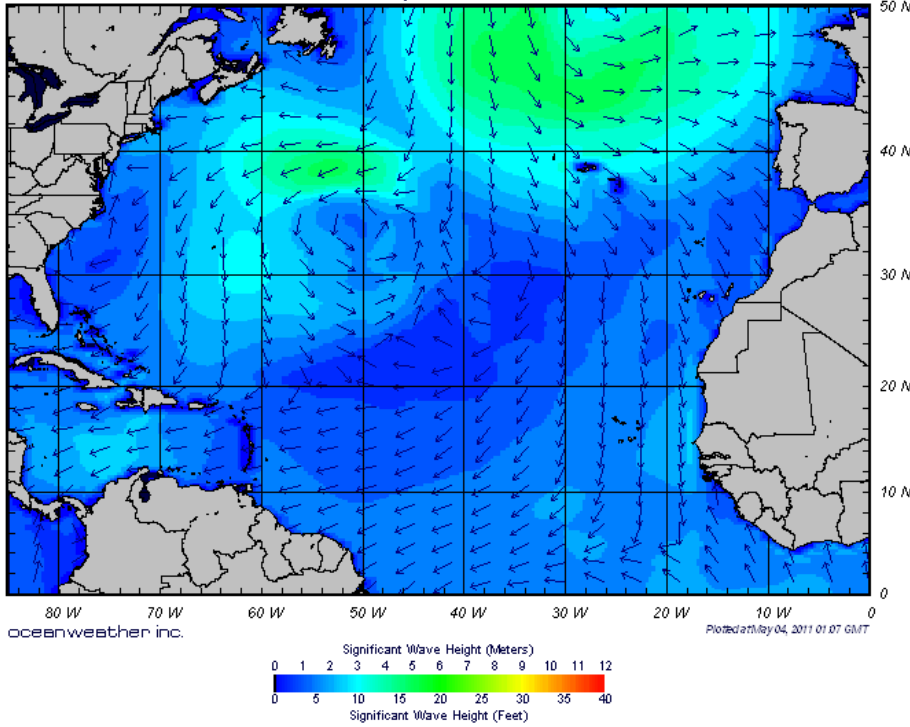 50 N
40 N
30 N
20 N
10 N
0
80 W 70 W 60 W 50 W 40 W 30 W 20 W 10 W 0
oceanweather inc.
Plotted at May 04, 2011 01:07 GMT
Significant Wave Height (Meters)
0 1 2 3 4 5 6 7 8 9 10 11 12
0 5 10 15 20 25 30 35 40
Significant Wave Height (Feet)